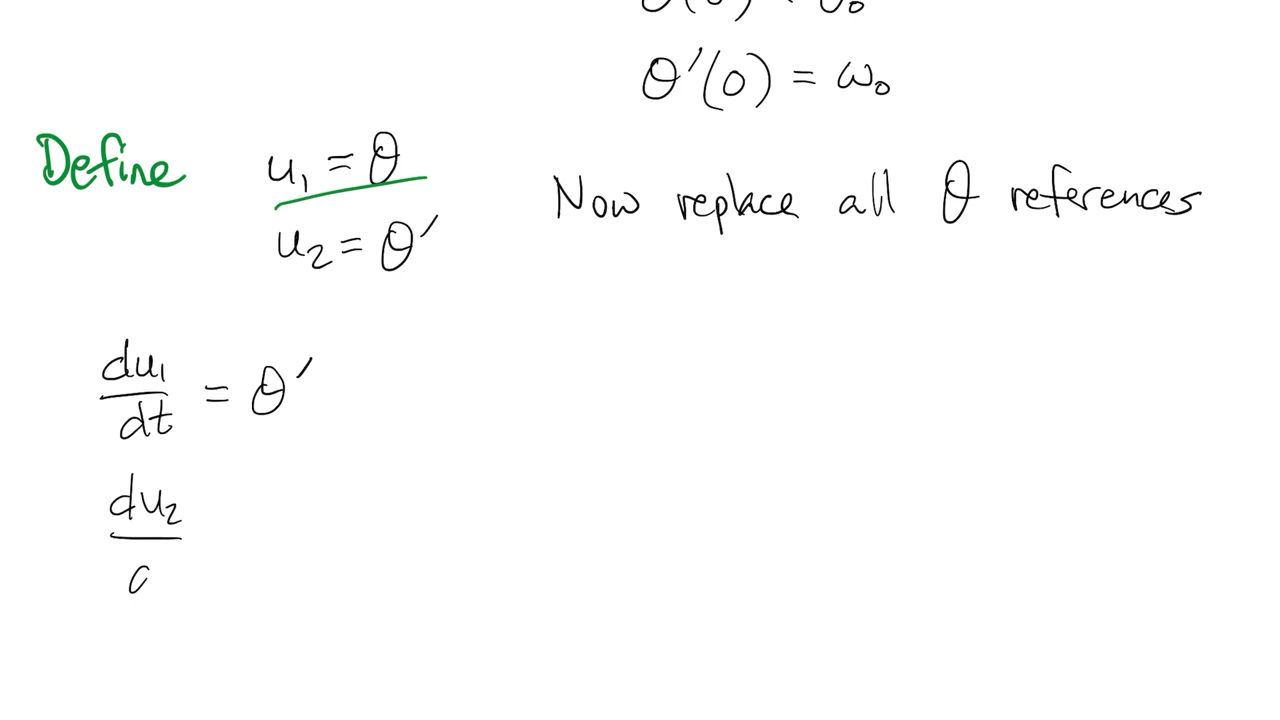 θ'(0) = ω₀
Define u₁ = θ
u₂ = θ'
Now replace all θ references
du₁/dt = θ'
du₂